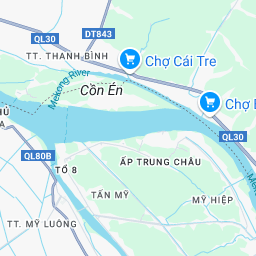 DT843
QL30
TT. THANH BÌNH
Chợ Cái Tre
Mekong River
Cồn Én
Chợ
QL30
QL80B
ẤP TRUNG CHÂU
TỔ 8
TẤN MỸ
MỸ HIỆP
TT. MỸ LUÔNG